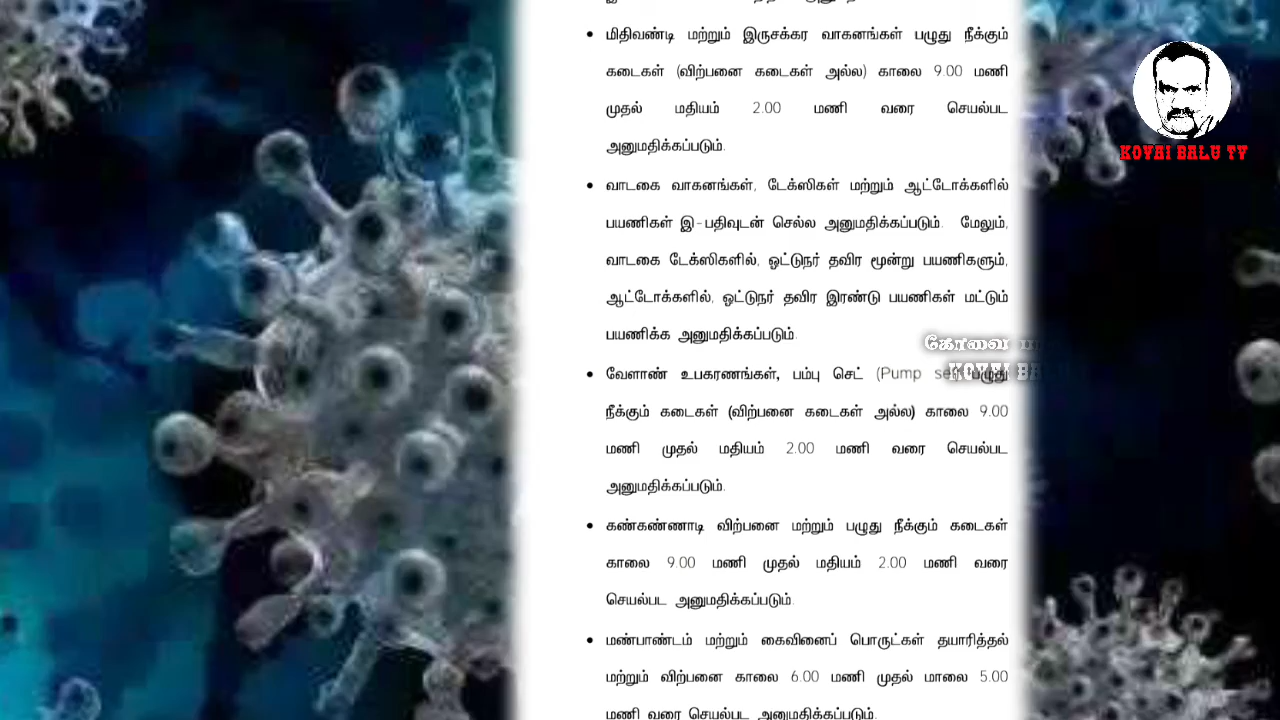 • மிதிவண்டி மற்றும் இருசக்கர வாகனங்கள் பழுது நீக்கும்
கடைகள் (விற்பனை கடைகள் அல்ல) காலை 9.00 மணி
முதல் மதியம் 2.00 மணி வரை செயல்பட
அனுமதிக்கப்படும்.
• வாடகை வாகனங்கள், டேக்ஸிகள் மற்றும் ஆட்டோக்களில்
பயணிகள் இ-பதிவுடன் செல்ல அனுமதிக்கப்படும். மேலும்,
வாடகை டேக்ஸிகளில், ஓட்டுநர் தவிர மூன்று பயணிகளும்,
ஆட்டோக்களில், ஓட்டுநர் தவிர இரண்டு பயணிகள் மட்டும்
பயணிக்க அனுமதிக்கப்படும்.
• வேளாண் உபகரணங்கள், பம்பு செட் (Pump பழுது
நீக்கும் கடைகள் (விற்பனை கடைகள் அல்ல) காலை 9.00
மணி முதல் மதியம் 2.00 மணி வரை செயல்பட
அனுமதிக்கப்படும்.
• கண்கண்ணாடி விற்பனை மற்றும் பழுது நீக்கும் கடைகள்
காலை 9.00 மணி முதல் மதியம் 2.00 மணி வரை
செயல்பட அனுமதிக்கப்படும்.
• மண்பாண்டம் மற்றும் கைவினைப் பொருட்கள் தயாரித்தல்
மற்றும் விற்பனை காலை 6.00 மணி முதல் மாலை 5.00
மணி வரை செயல்பட அனுமதிக்கப்படும்.
KOVAI BALU TV
கோவை
KOVAI